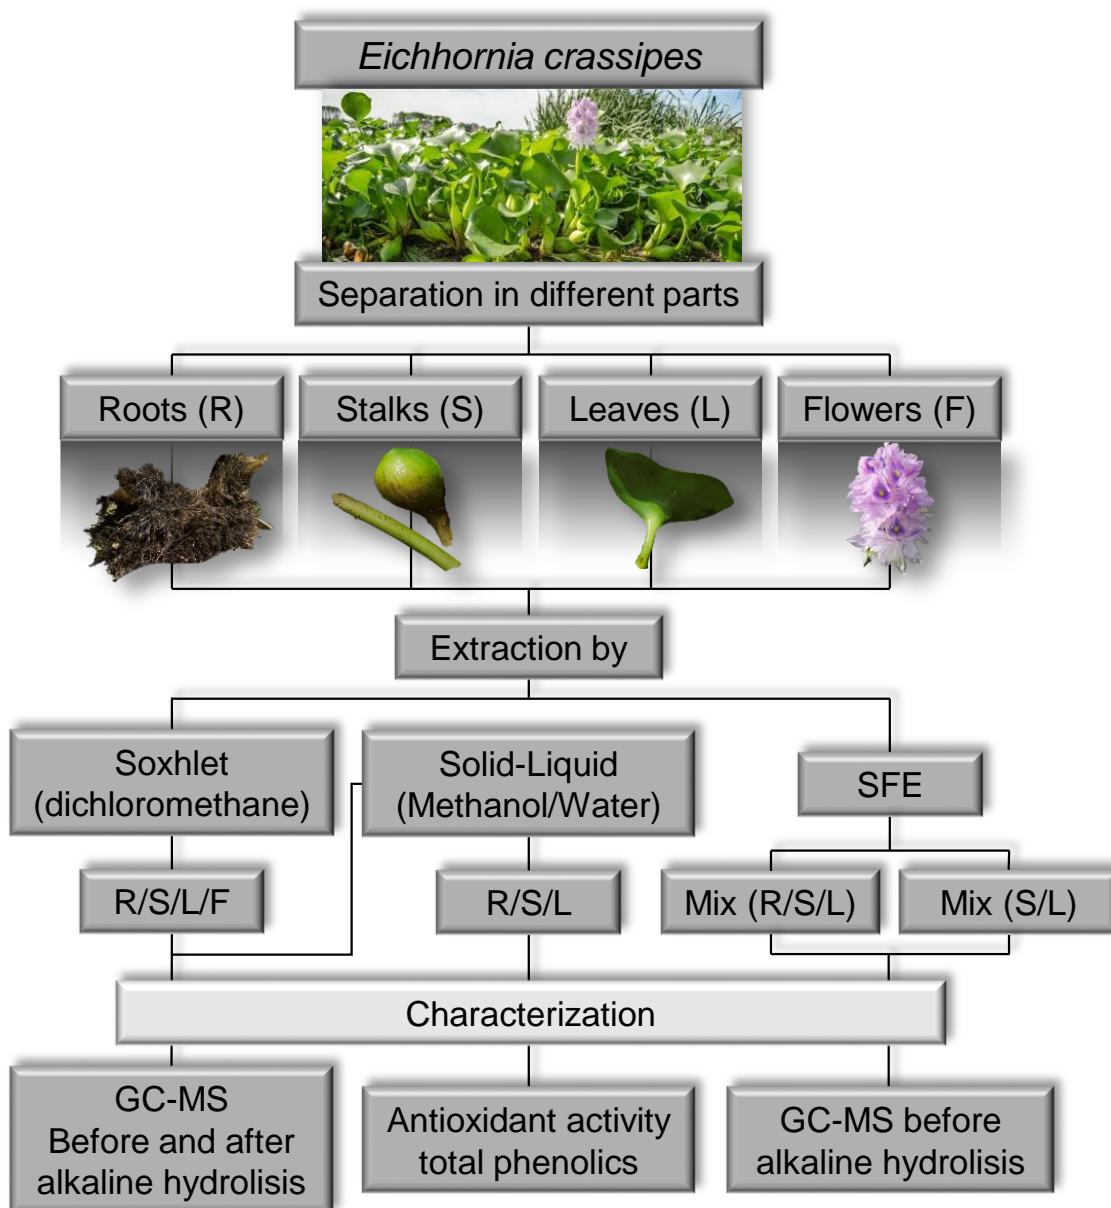 Eichhornia crassipes
Separation in different parts
Roots (R)
Stalks (S)
Leaves (L)
Flowers (F)
Extraction by
Soxhlet
(dichloromethane)
Solid-Liquid
(Methanol/Water)
SFE
R/S/L/F
R/S/L
Mix (R/S/L)
Mix (S/L)
Characterization
GC-MS
Before and after
alkaline hydrolisis
Antioxidant activity
total phenolics
GC-MS before
alkaline hydrolisis